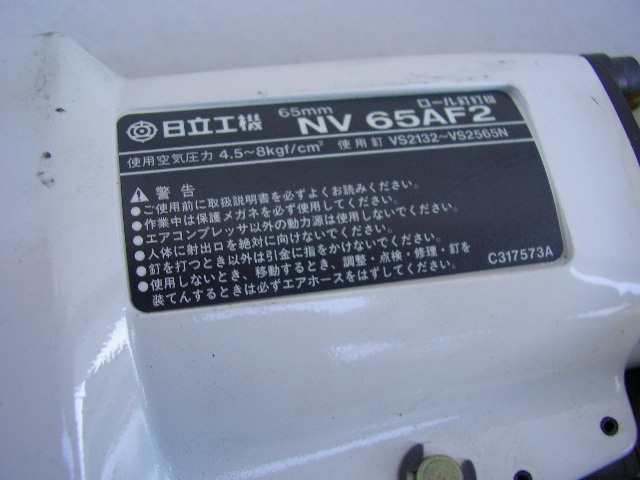 日立工機 65mm NV 65AF2 ロール釘打機
使用空気圧力 4.5~8kgf/cm² 使用釘 VS2132~VS2565N
⚠ 警告
●ご使用前に取扱説明書を必ずよくお読みください。
●作業中は保護メガネを必ず使用してください。
●エアコンプレッサ以外の動力源は使用しないでください。
●人体に射出口を絶対に向けないでください。
●釘を打つとき以外は引金に指をかけないでください。
●使用しないとき、移動するとき、調整・点検・修理・釘を
装てんするときは必ずエアホースをはずしてください。
C317573A